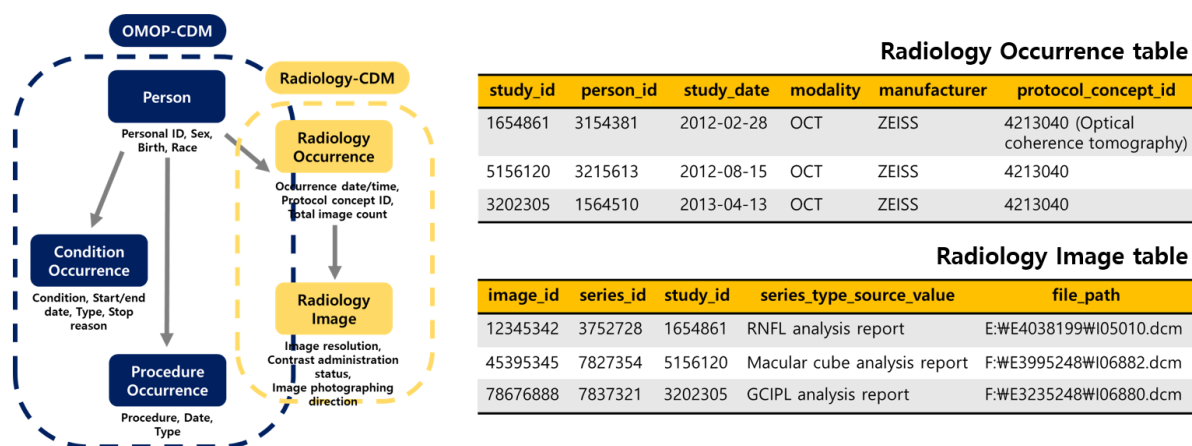 OMOP-CDM
Radiology-CDM
Person
Personal ID, Sex,
Birth, Race
Radiology
Occurrence
Occurrence date/time,
Protocol concept ID,
Total image count
Condition
Occurrence
Condition, Start/end
date, Type, Stop
reason
Radiology
Image
Image resolution,
Contrast administration
status,
Image photographing
direction
Procedure
Occurrence
Procedure, Date,
Type
Radiology Occurrence table
study_id person_id study_date modality manufacturer protocol_concept_id
1654861 3154381 2012-02-28 OCT ZEISS 4213040 (Optical
coherence tomography)
5156120 3215613 2012-08-15 OCT ZEISS 4213040
3202305 1564510 2013-04-13 OCT ZEISS 4213040
Radiology Image table
image_id series_id study_id series_type_source_value file_path
12345342 3752728 1654861 RNFL analysis report E:₩E4038199₩I05010.dcm
45395345 7827354 5156120 Macular cube analysis report F:₩E3995248₩I06882.dcm
78676888 7837321 3202305 GCIPL analysis report F:₩E3235248₩I06880.dcm